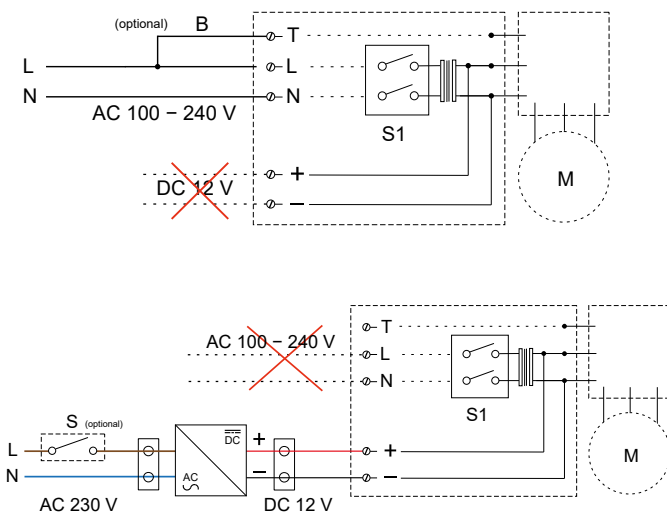 (optional) B T
L L
N N
AC 100 – 240 V
S1
M
+
DC 12 V
–
T
AC 100 – 240 V L
N
S1
S (optional)
L + DC +
N – AC –
M
AC 230 V DC 12 V